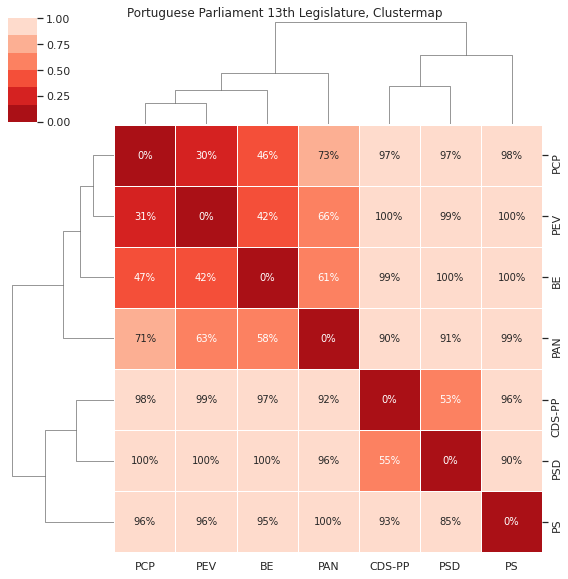 Portuguese Parliament 13th Legislature, Clustermap
1.00
0.75
0.50
0.25
0.00
0% 30% 46% 73% 97% 97% 98% PCP
31% 0% 42% 66% 100% 99% 100% PEV
47% 42% 0% 61% 99% 100% 100% BE
71% 63% 58% 0% 90% 91% 99% PAN
98% 99% 97% 92% 0% 53% 96% CDS-PP
100% 100% 100% 96% 55% 0% 90% PSD
96% 96% 95% 100% 93% 85% 0% PS
PCP PEV BE PAN CDS-PP PSD PS